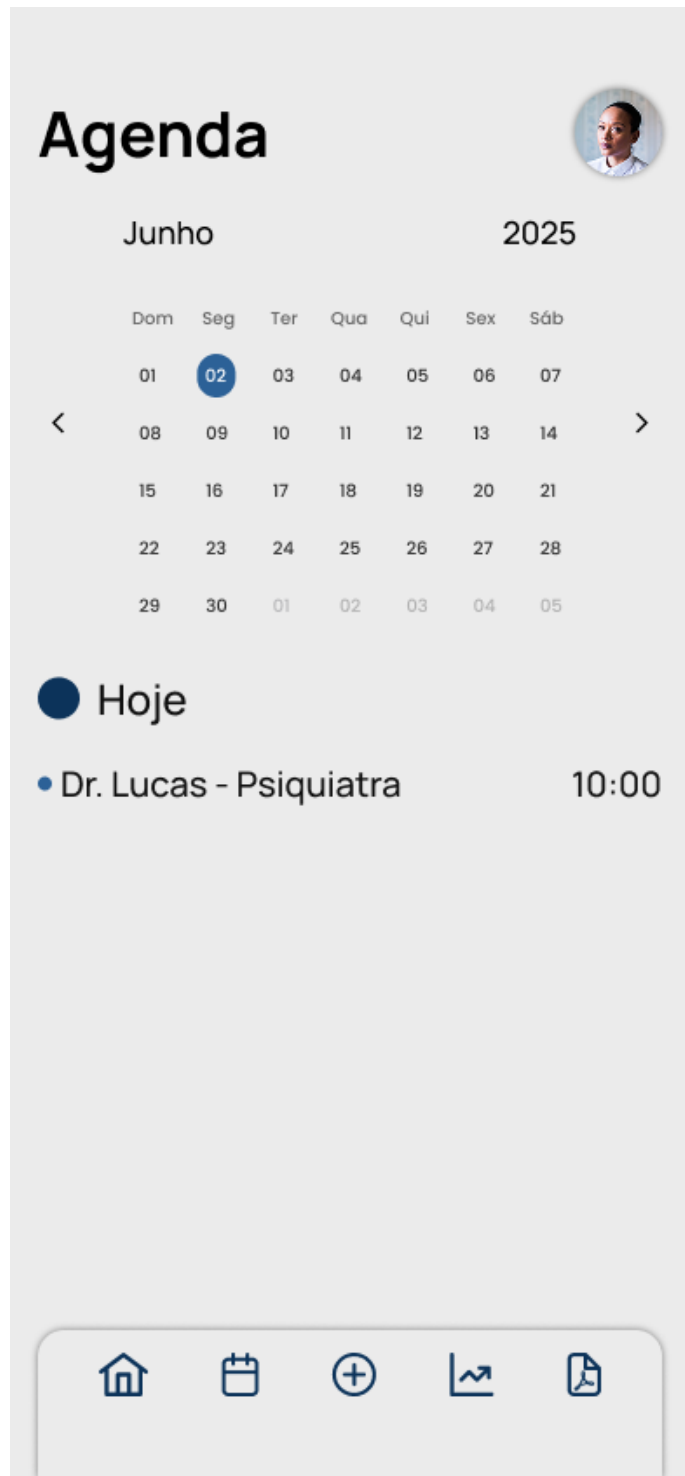 Agenda
Junho 2025
Dom Seg Ter Qua Qui Sex Sáb
01 02 03 04 05 06 07
08 09 10 11 12 13 14
15 16 17 18 19 20 21
22 23 24 25 26 27 28
29 30 01 02 03 04 05
Hoje
Dr. Lucas - Psiquiatra 10:00